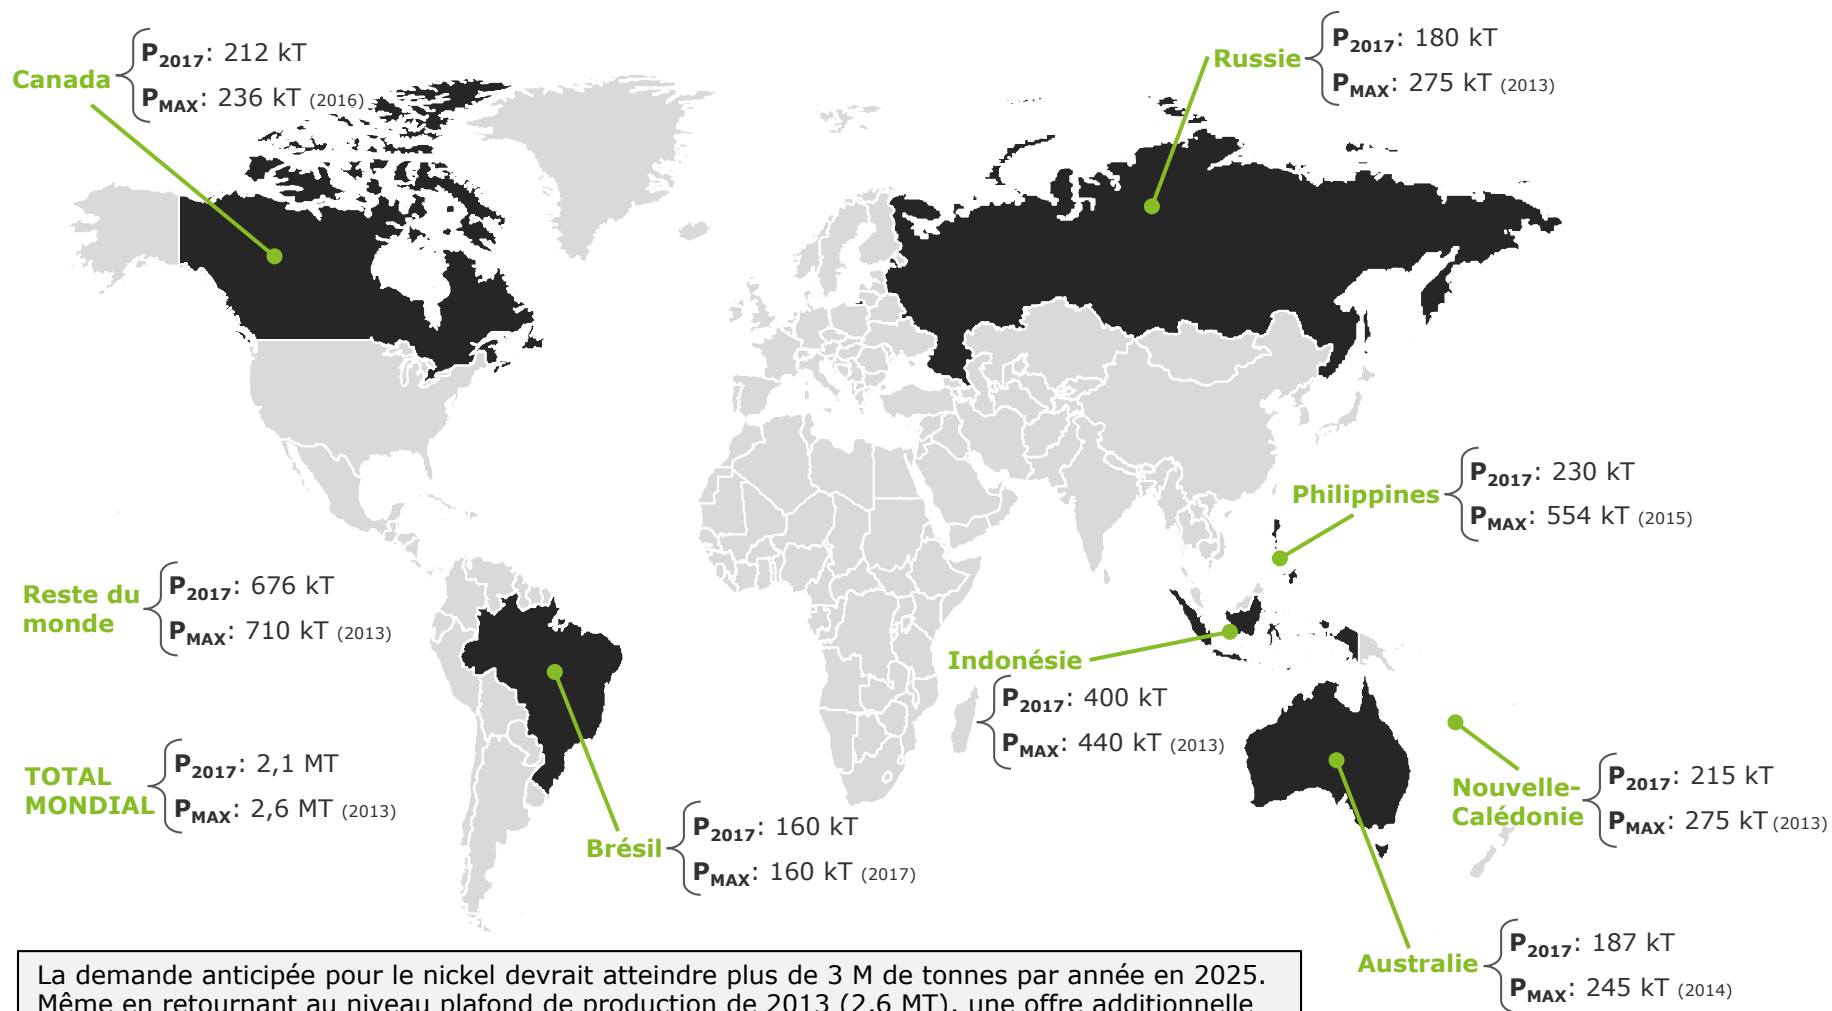 Canada
P2017: 212 kT
PMAX: 236 kT (2016)
Russie
P2017: 180 kT
PMAX: 275 kT (2013)
Philippines
P2017: 230 kT
PMAX: 554 kT (2015)
Reste du
monde
P2017: 676 kT
PMAX: 710 kT (2013)
Indonésie
P2017: 400 kT
PMAX: 440 kT (2013)
TOTAL
MONDIAL
P2017: 2,1 MT
PMAX: 2,6 MT (2013)
Brésil
P2017: 160 kT
PMAX: 160 kT (2017)
Nouvelle-
Calédonie
P2017: 215 kT
PMAX: 275 kT (2013)
Australie
P2017: 187 kT
PMAX: 245 kT (2014)
La demande anticipée pour le nickel devrait atteindre plus de 3 M de tonnes par année en 2025.
Même en retournant au niveau plafond de production de 2013 (2,6 MT), une offre additionnelle